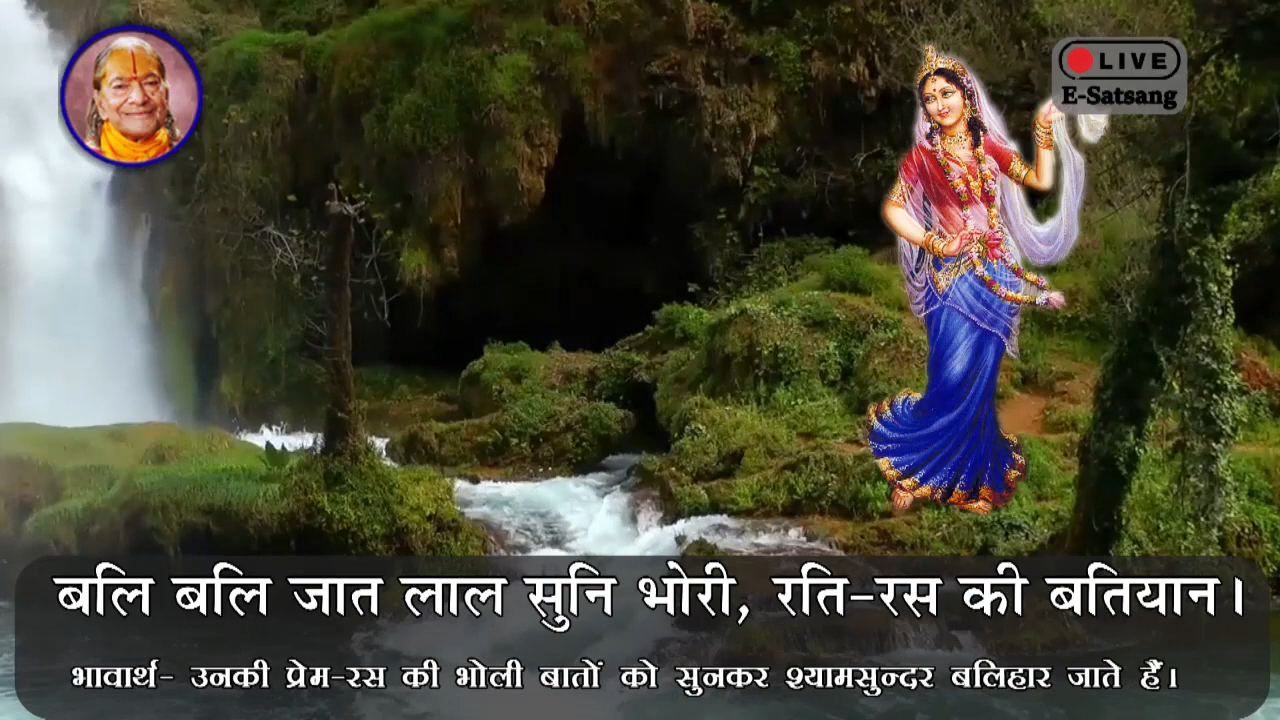 LIVE
E-Satsang
बलि बलि जात लाल सुनि भोरी, रति-रस की बतियान।
भावार्थ- उनकी प्रेम-रस की भोली बातों को सुनकर श्यामसुन्दर बलिहार जाते हैं।